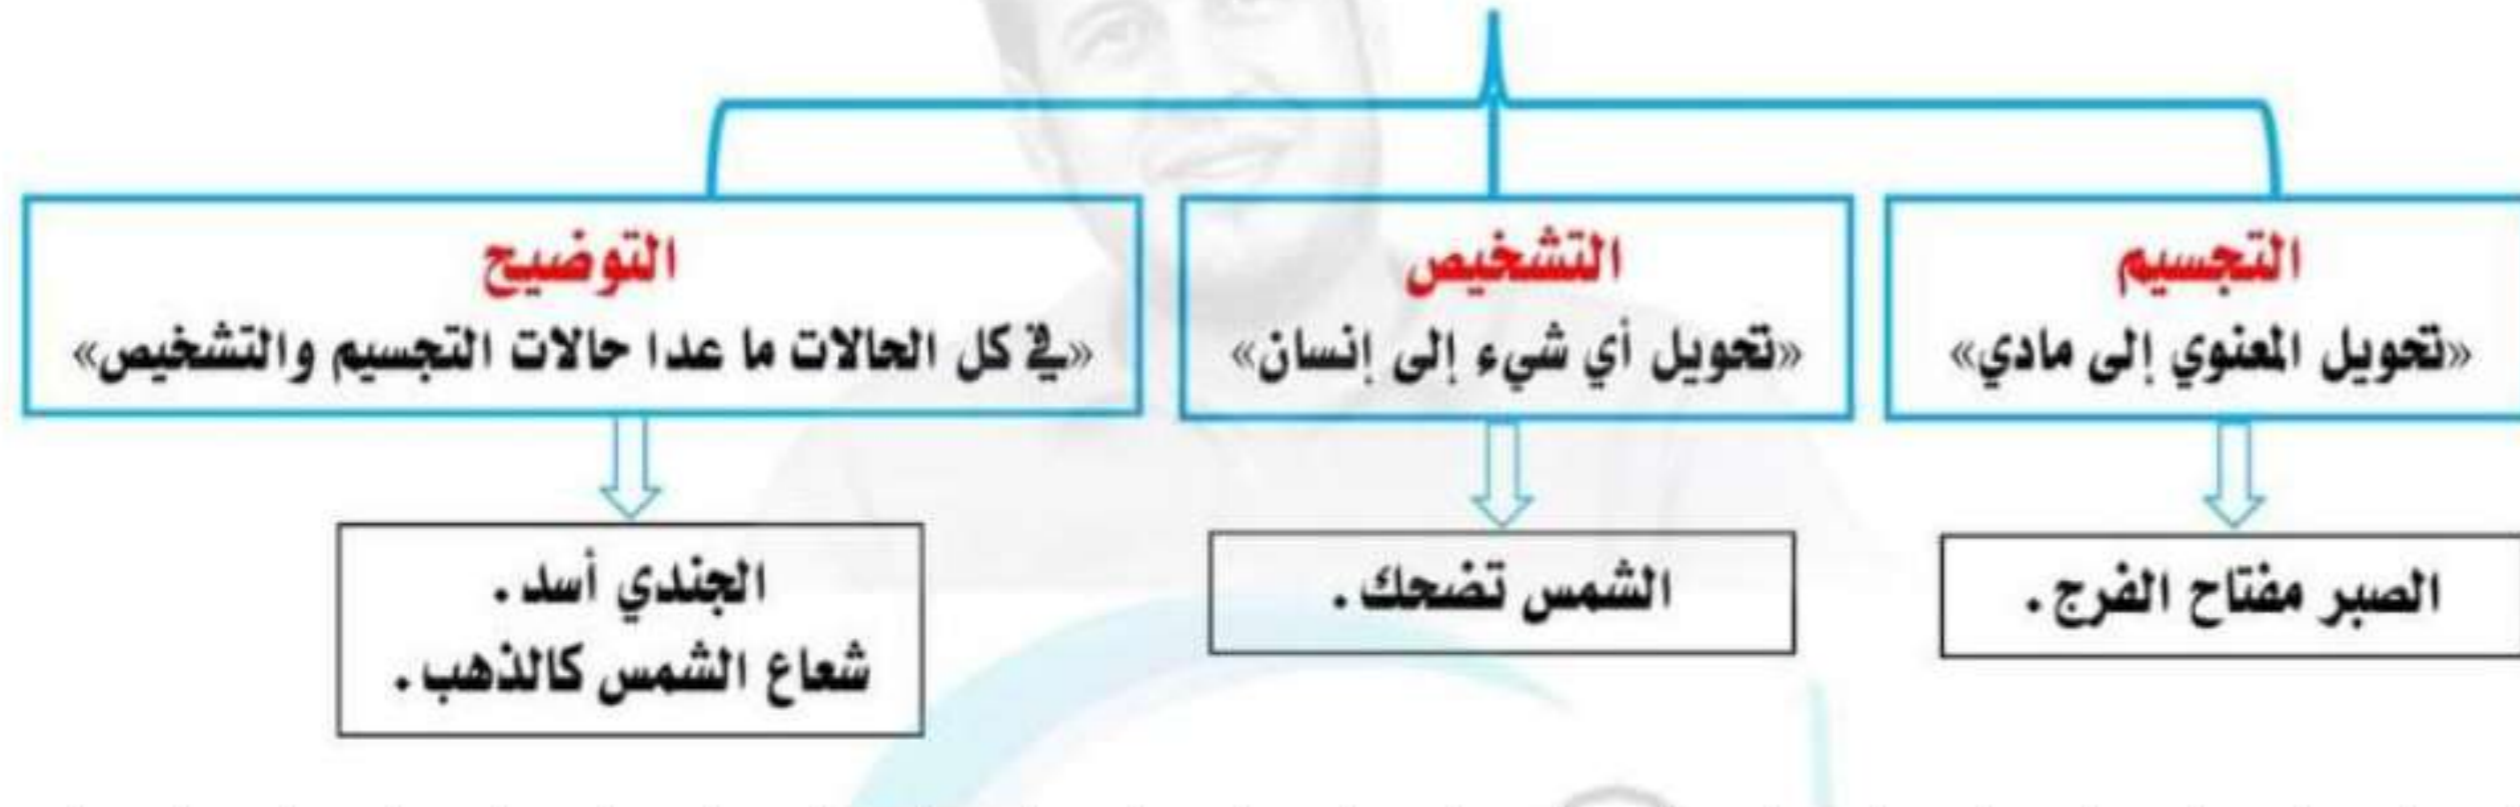 التجسيم
«تحويل المعنوي إلى مادي»
الصبر مفتاح الفرج.
التشخيص
«تحويل أي شيء إلى إنسان»
الشمس تضحك.
التوضيح
«في كل الحالات ما عدا حالات التجسيم والتشخيص»
الجندي أسد.
شعاع الشمس كالذهب.